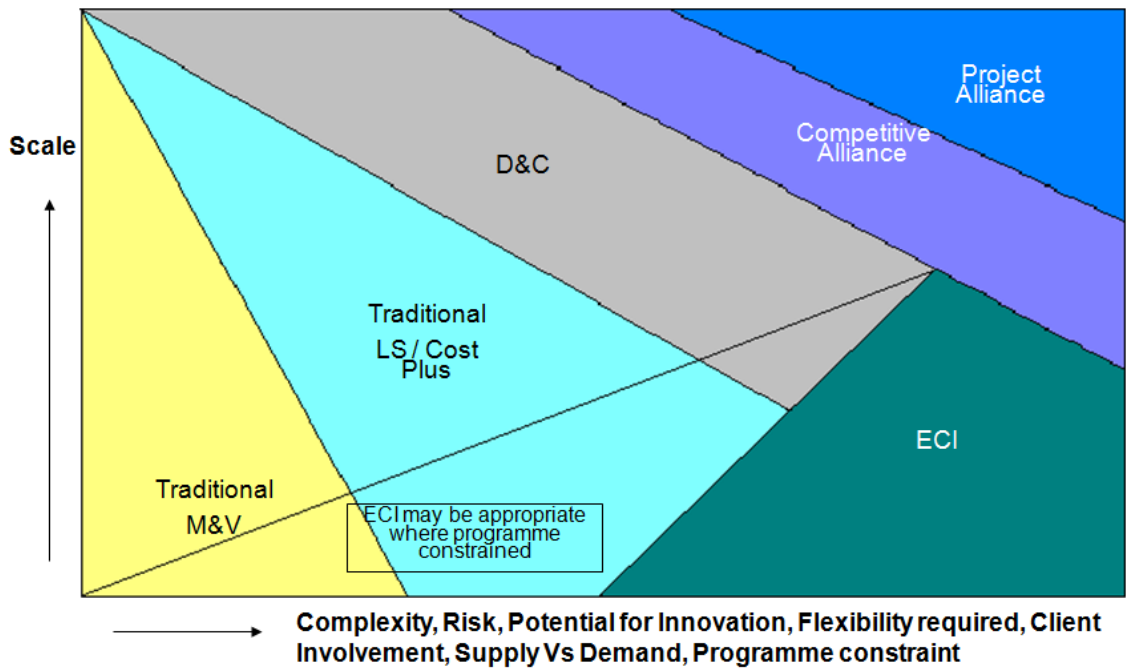 Project
Alliance
Competitive
Alliance
Scale
D&C
Traditional
LS / Cost
Plus
ECI
Traditional
M&V
ECI may be appropriate
where programme
constrained
Complexity, Risk, Potential for Innovation, Flexibility required, Client
Involvement, Supply Vs Demand, Programme constraint